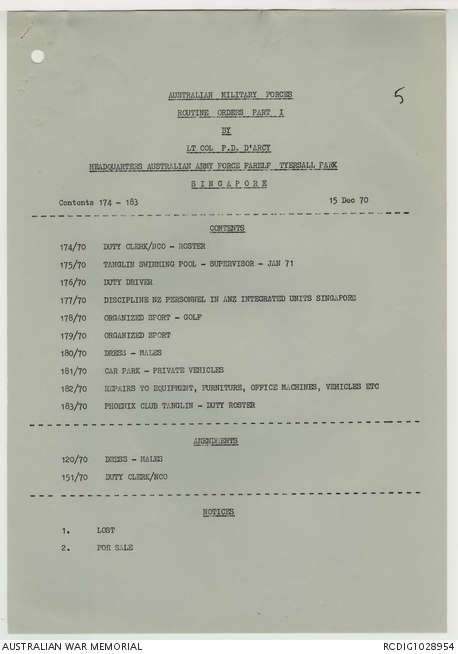 5
AUSTRALIAN MILITARY FORCES
ROUTINE ORDERS PART I
BY
LT COL P.D. D'ARCY
HEADQUARTERS AUSTRALIAN ARMY FORCE FARELF TYERSALL PARK
SINGAPORE
Contents 174 - 183 15 Dec 70
CONTENTS
174/70 DUTY CLERK/NCO - ROSTER
175/70 TANGLIN SWIMMING POOL - SUPERVISOR - JAN 71
176/70 DUTY DRIVER
177/70 DISCIPLINE NZ PERSONNEL IN ANZ INTEGRATED UNITS SINGAPORE
178/70 ORGANIZED SPORT - GOLF
179/70 ORGANIZED SPORT
180/70 DRESS - MALES
181/70 CAR PARK - PRIVATE VEHICLES
182/70 REPAIRS TO EQUIPMENT, FURNITURE, OFFICE MACHINES, VEHICLES ETC
183/70 PHOENIX CLUB TANGLIN - DUTY ROSTER
AMENDMENTS
120/70 DRESS - MALES
151/70 DUTY CLERK/NCO
NOTICES
1. LOST
2. FOR SALE
AUSTRALIAN WAR MEMORIAL RCDIG1028954